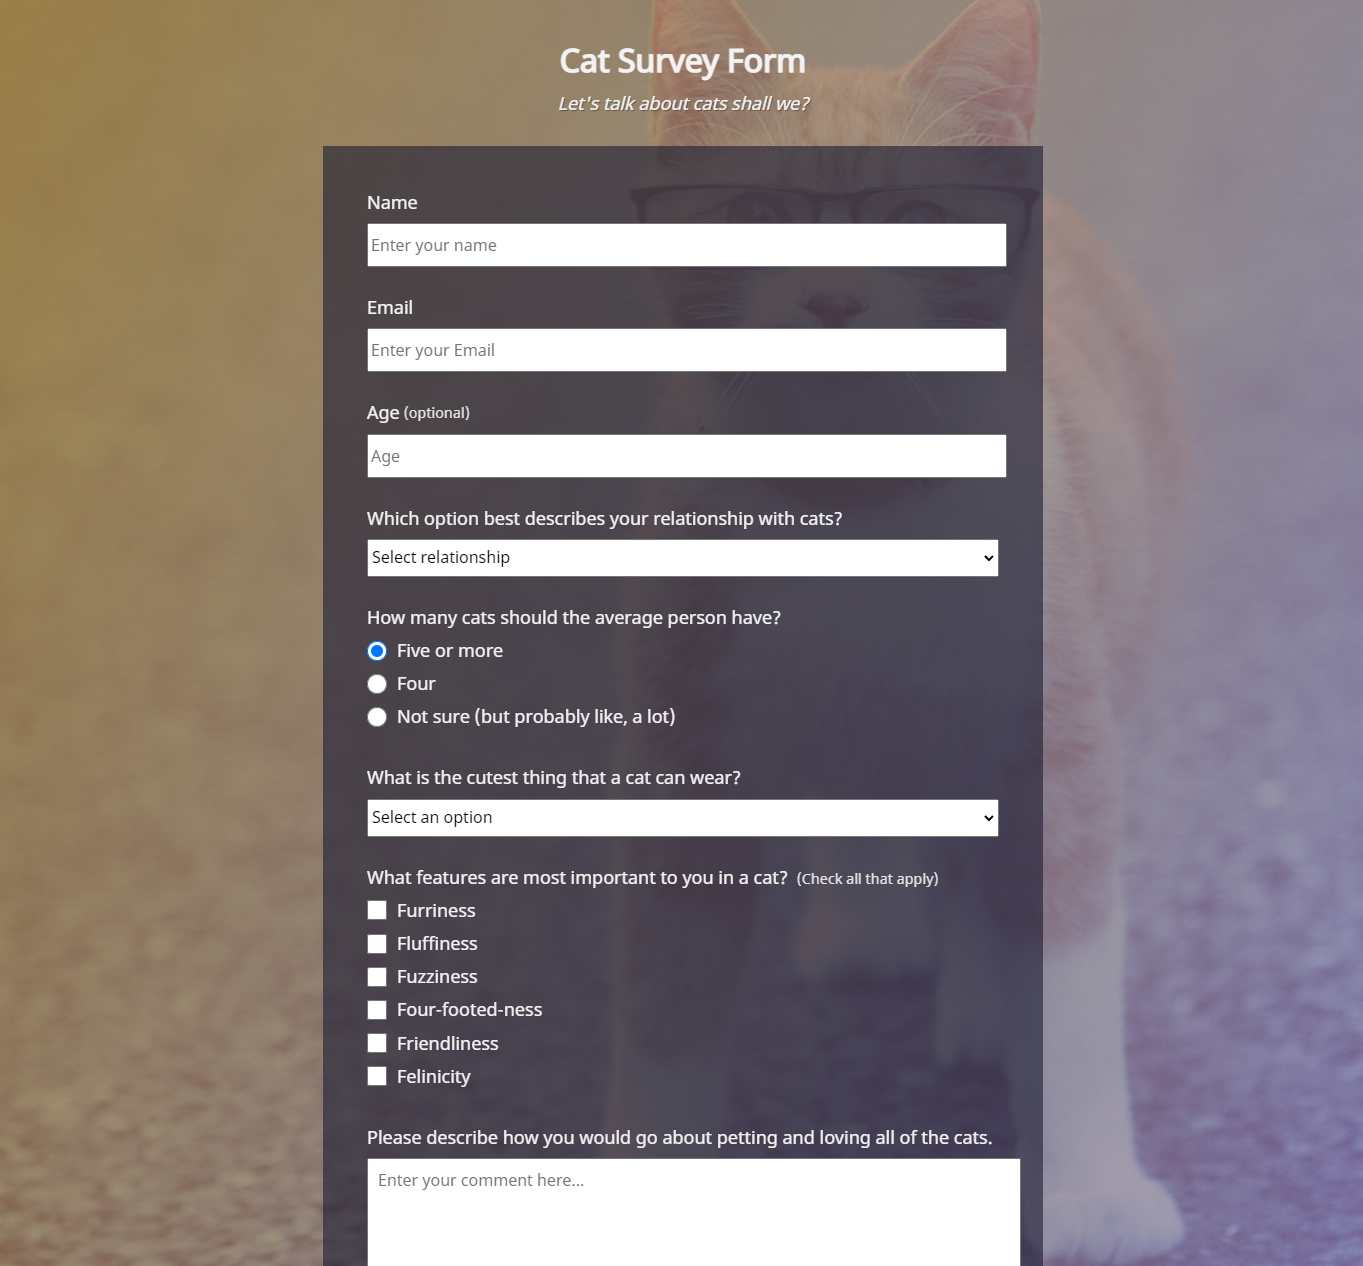 Cat Survey Form
Let's talk about cats shall we?
Name
Enter your name
Email
Enter your Email
Age (optional)
Age
Which option best describes your relationship with cats?
Select relationship
How many cats should the average person have?
Five or more
Four
Not sure (but probably like, a lot)
What is the cutest thing that a cat can wear?
Select an option
What features are most important to you in a cat? (Check all that apply)
Furriness
Fluffiness
Fuzziness
Four-footed-ness
Friendliness
Felinicity
Please describe how you would go about petting and loving all of the cats.
Enter your comment here...